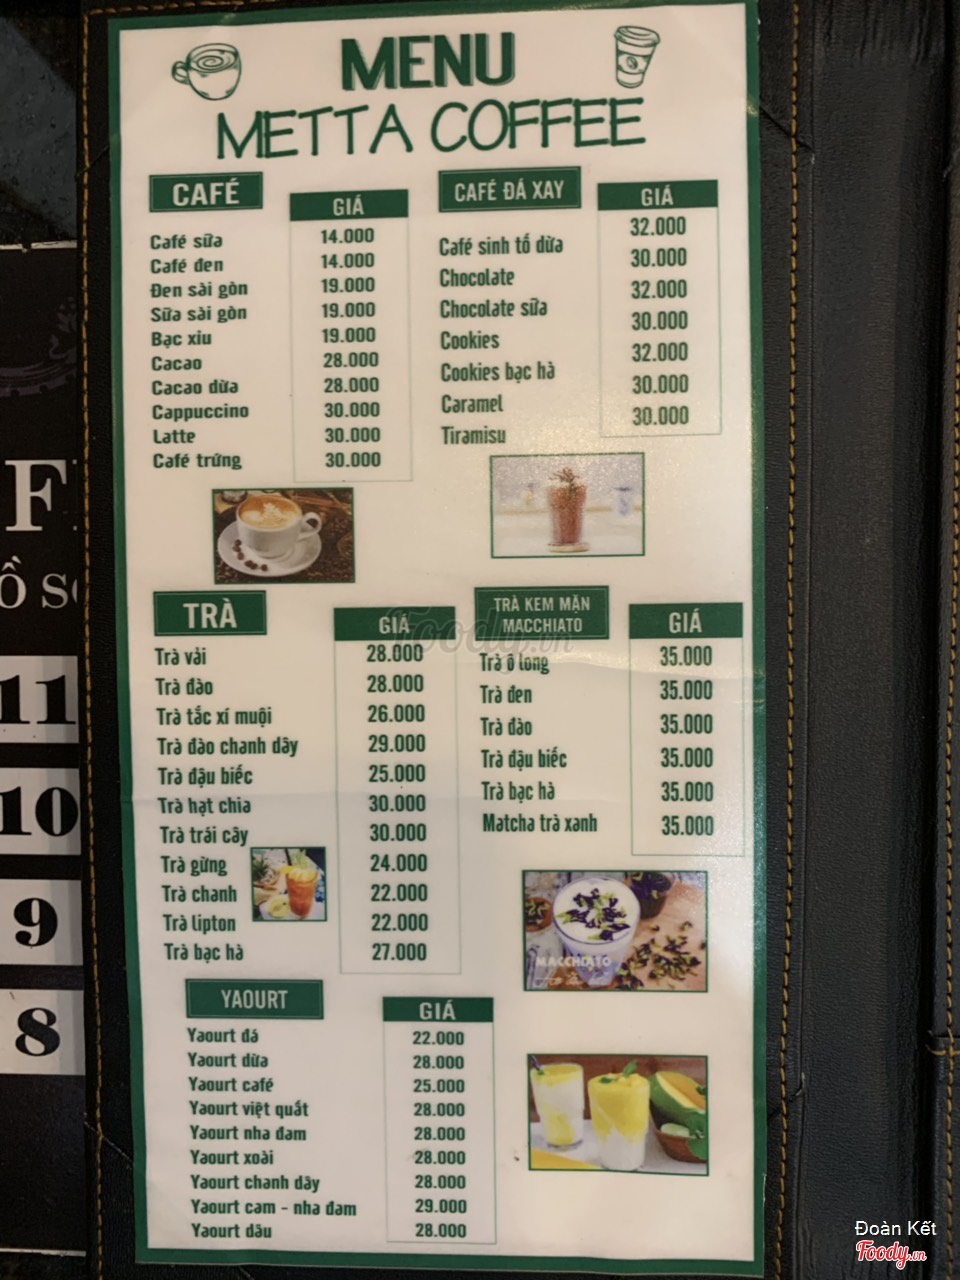 MENU
METTA COFFEE
CAFÉ
GIÁ
Café sữa 14.000
Café đen 14.000
Đen sài gòn 19.000
Sữa sài gòn 19.000
Bạc xỉu 19.000
Cacao 28.000
Cacao dừa 28.000
Cappuccino 30.000
Latte 30.000
Café trứng 30.000
CAFÉ ĐÁ XAY
GIÁ
Café sinh tố dừa 32.000
Chocolate 30.000
Chocolate sữa 32.000
Cookies 30.000
Cookies bạc hà 32.000
Caramel 30.000
Tiramisu 30.000
TRÀ
GIÁ
Trà vải 28.000
Trà đào 28.000
Trà tắc xí muội 26.000
Trà đào chanh dây 29.000
Trà đậu biếc 25.000
Trà hạt chia 30.000
Trà trái cây 30.000
Trà gừng 24.000
Trà chanh 22.000
Trà lipton 22.000
Trà bạc hà 27.000
TRÀ KEM MẶN
MACCHIATO
GIÁ
Trà ô long 35.000
Trà đen 35.000
Trà đào 35.000
Trà đậu biếc 35.000
Trà bạc hà 35.000
Matcha trà xanh 35.000
MACCHIATO
YAOURT
GIÁ
Yaourt đá 22.000
Yaourt dừa 28.000
Yaourt café 25.000
Yaourt việt quất 28.000
Yaourt nha đam 28.000
Yaourt xoài 28.000
Yaourt chanh dây 28.000
Yaourt cam - nha đam 29.000
Yaourt dâu 28.000
11
10
9
8
Foody.vn
Đoàn Kết
Foody.vn